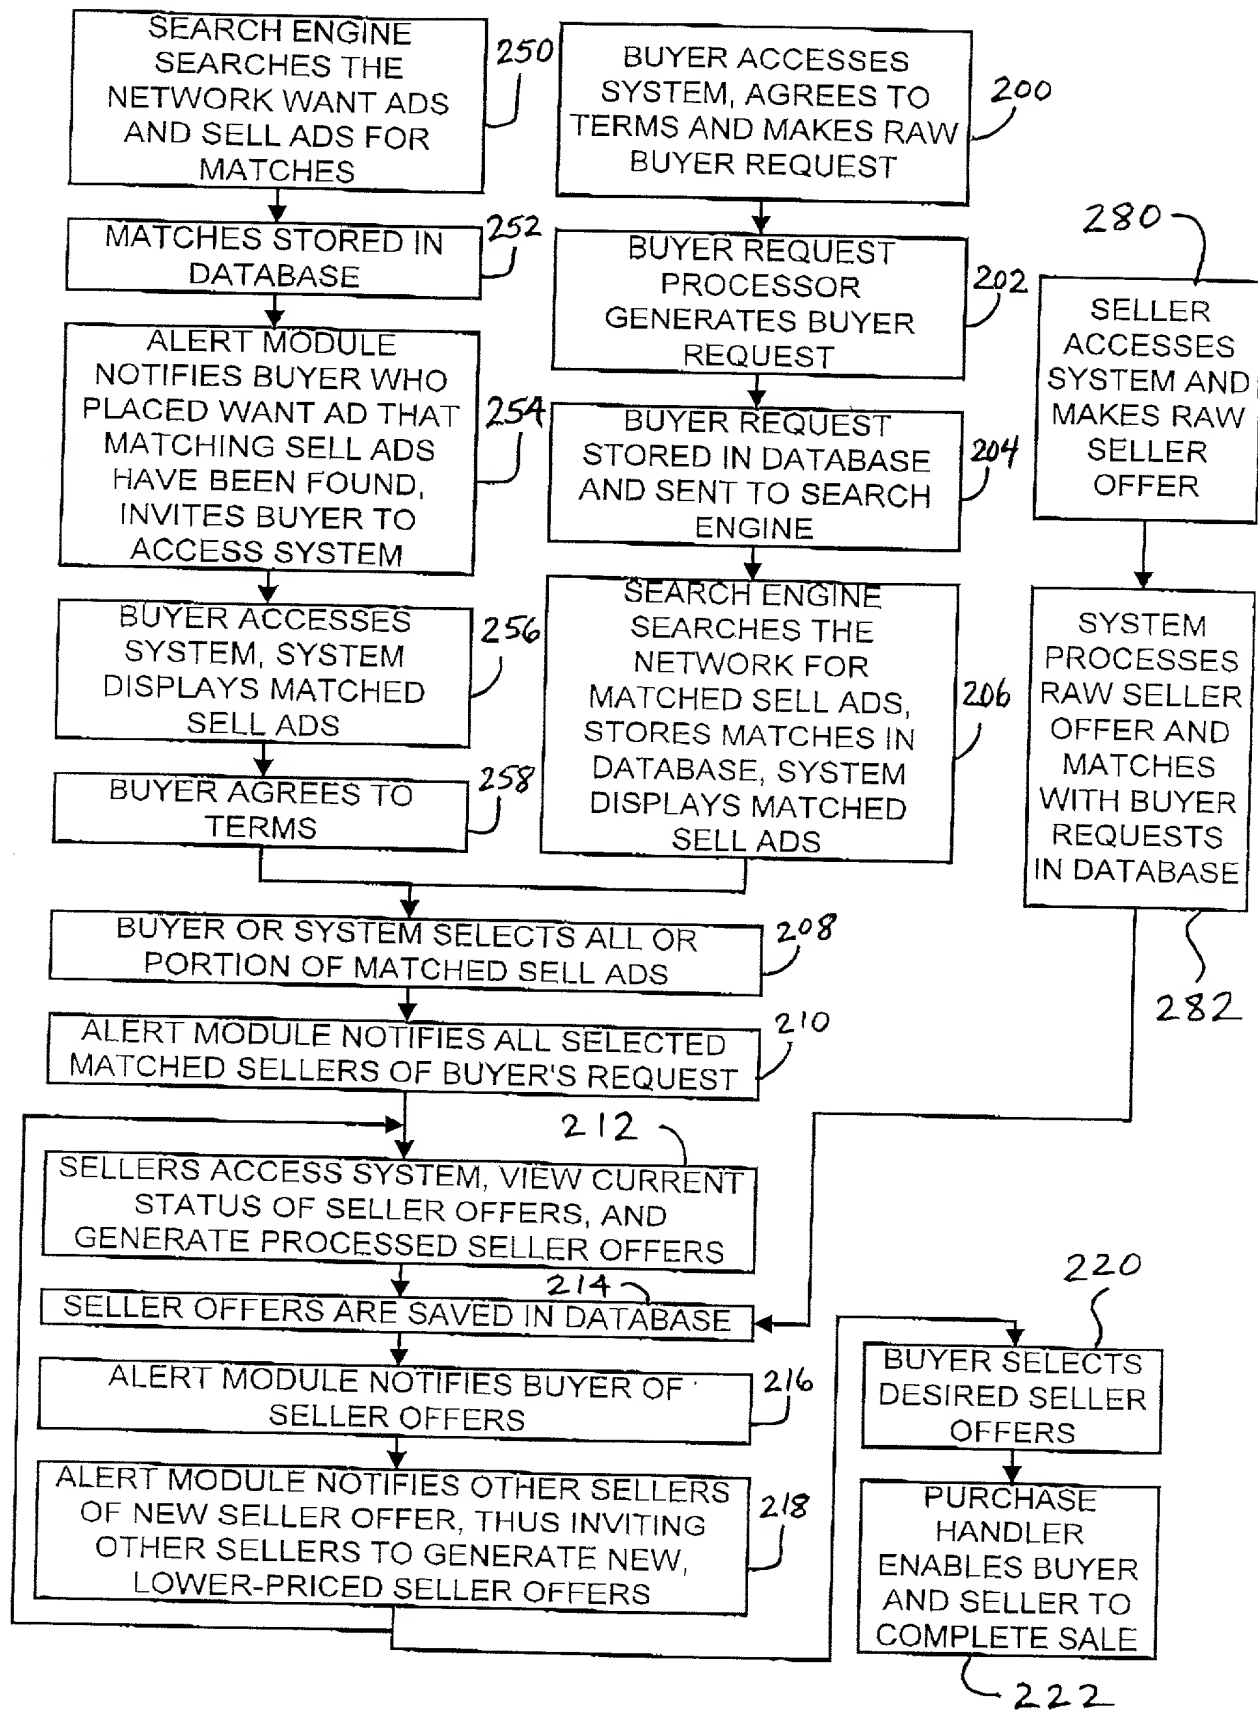 SEARCH ENGINE
SEARCHES THE
NETWORK WANT ADS
AND SELL ADS FOR
MATCHES
250
MATCHES STORED IN
DATABASE
252
ALERT MODULE
NOTIFIES BUYER WHO
PLACED WANT AD THAT
MATCHING SELL ADS
HAVE BEEN FOUND,
INVITES BUYER TO
ACCESS SYSTEM
254
BUYER ACCESSES
SYSTEM, SYSTEM
DISPLAYS MATCHED
SELL ADS
256
BUYER AGREES TO
TERMS
258
BUYER ACCESSES
SYSTEM, AGREES TO
TERMS AND MAKES RAW
BUYER REQUEST
200
BUYER REQUEST
PROCESSOR
GENERATES BUYER
REQUEST
202
BUYER REQUEST
STORED IN DATABASE
AND SENT TO SEARCH
ENGINE
204
SEARCH ENGINE
SEARCHES THE
NETWORK FOR
MATCHED SELL ADS,
STORES MATCHES IN
DATABASE, SYSTEM
DISPLAYS MATCHED
SELL ADS
206
280
SELLER
ACCESSES
SYSTEM AND
MAKES RAW
SELLER
OFFER
SYSTEM
PROCESSES
RAW SELLER
OFFER AND
MATCHES
WITH BUYER
REQUESTS
IN DATABASE
282
BUYER OR SYSTEM SELECTS ALL OR
PORTION OF MATCHED SELL ADS
208
ALERT MODULE NOTIFIES ALL SELECTED
MATCHED SELLERS OF BUYER'S REQUEST
210
212
SELLERS ACCESS SYSTEM, VIEW CURRENT
STATUS OF SELLER OFFERS, AND
GENERATE PROCESSED SELLER OFFERS
214
SELLER OFFERS ARE SAVED IN DATABASE
ALERT MODULE NOTIFIES BUYER OF
SELLER OFFERS
216
ALERT MODULE NOTIFIES OTHER SELLERS
OF NEW SELLER OFFER, THUS INVITING
OTHER SELLERS TO GENERATE NEW,
LOWER-PRICED SELLER OFFERS
218
220
BUYER SELECTS
DESIRED SELLER
OFFERS
PURCHASE
HANDLER
ENABLES BUYER
AND SELLER TO
COMPLETE SALE
222